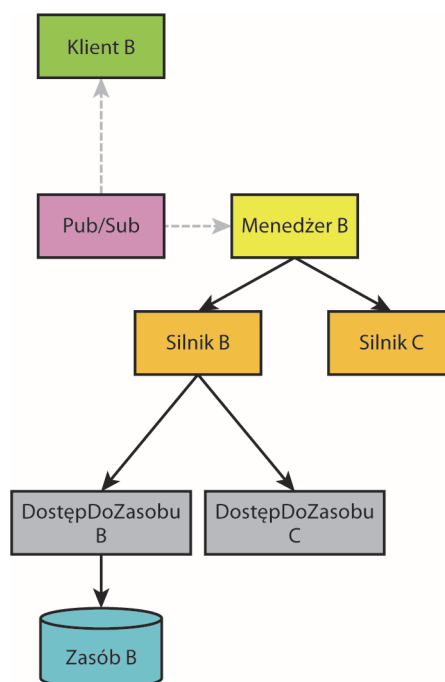 Klient B
Pub/Sub
Menedżer B
Silnik B
Silnik C
DostępDoZasobu
B
DostępDoZasobu
C
Zasób B